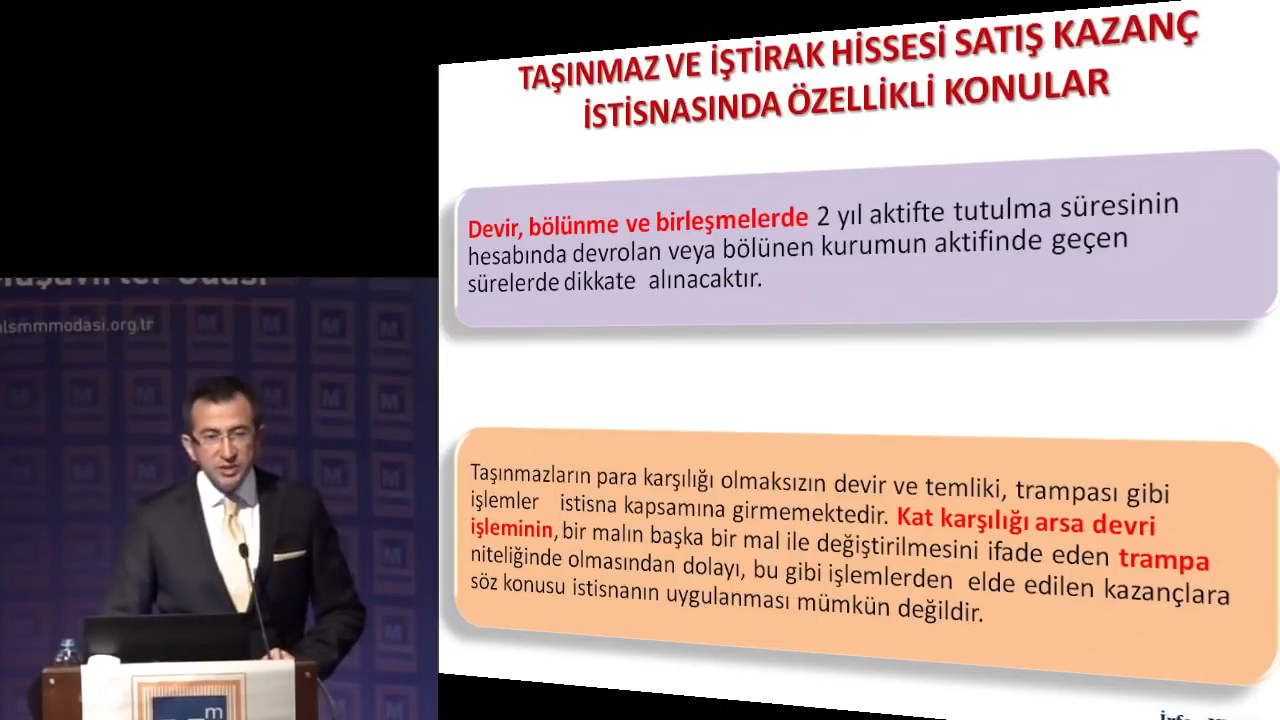 TAŞINMAZ VE İŞTİRAK HİSSESİ SATIŞ KAZANÇ
İSTİSNASINDA ÖZELLİKLİ KONULAR
Devir, bölünme ve birleşmelerde 2 yıl aktifte tutulma süresinin
hesabında devrolan veya bölünen kurumun aktifinde geçen
sürelerde dikkate alınacaktır.
Taşınmazların para karşılığı olmaksızın devir ve temliki, trampası gibi
işlemler istisna kapsamına girmemektedir. Kat karşılığı arsa devri
işleminin, bir malın başka bir mal ile değiştirilmesini ifade eden trampa
niteliğinde olmasından dolayı, bu gibi işlemlerden elde edilen kazançlara
söz konusu istisnanın uygulanması mümkün değildir.
alsmmmodasi.org.tr
m